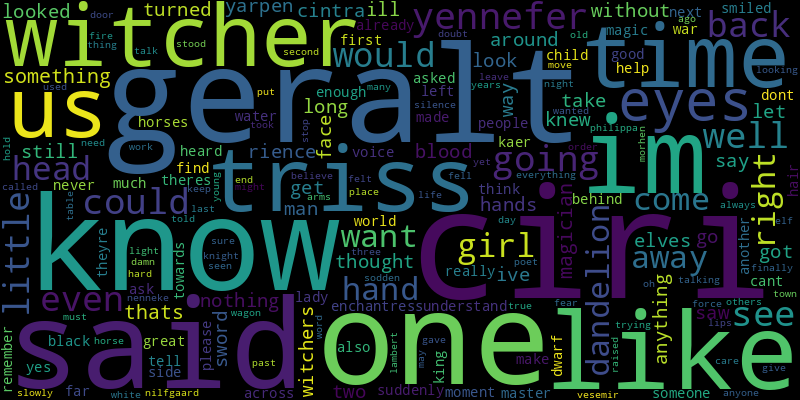 looked
door
witcher
turned
yarpen
cintra
ill
yennefer
without
next
smiled
fire
thing
talk
stood
second
already
first
would
around
magic
ago
war
back
old
doubt
child
move
look
good
looking
something
used
us
geralt
time
put
many
asked
left
leave
years
help
dont
enough
long
way
eyes
night
let
horses
water
took
face
silence
made
people
knew
take
wanted
philippa
well
hold
still
need
work
heard
rience
voice
stop
blood
kaer
order
morhen
say
head
find
triss
believe
yet
going
everything
im
right
hair
called
never
much
theres
young
end
might
felt
fell
think
keep
get
place
arms
life
hands
behind
come
always
little
table
could
last
man
told
day
magician
dandelion
elf
know
world
ciri
girl
elves
go
another
finally
got
theyre
light
damn
hard
towards
sure
knight
seen
want
three
thought
poet
really
ive
away
cant
town
ask
nenneke
sodden
hand
oh
talking
anything
even
nothing
lady
enchantress
understand
true
fear
force
others
saw
see
must
thats
wagon
witchers
word
said
one
like
trying
lips
remember
black
horse
great
please
sword
also
lambert
gave
king
may
make
dwarf
raised
care
give
yes
tell
side
past
slowly
far
white
nilfgaard
across
two
suddenly
moment
master
vesemir
someone
anyone